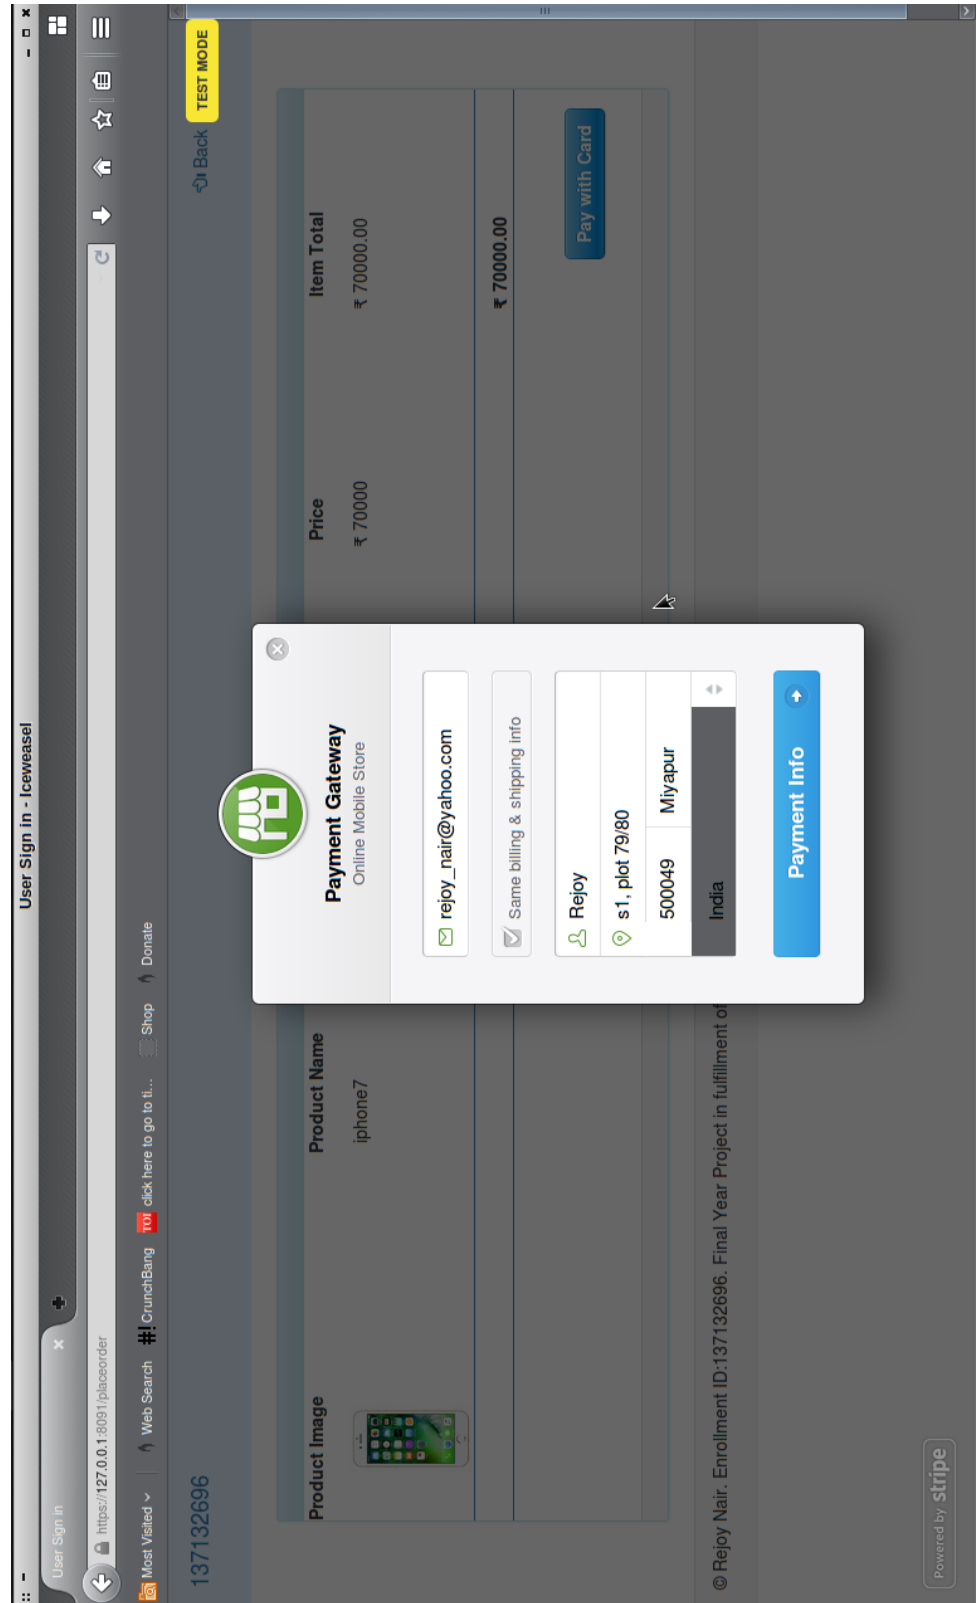 User Sign in - Iceweasel
User Sign in
https://127.0.0.1:8091/placeorder
Most Visited
Web Search
#! CrunchBang
TOI click here to go to ti...
Shop
Donate
137132696
Back
TEST MODE
Product Image
Product Name
Price
Item Total
iphone7
₹ 70000
₹ 70000.00
₹ 70000.00
Pay with Card
Payment Gateway
Online Mobile Store
rejoy_nair@yahoo.com
Same billing & shipping info
Rejoy
s1, plot 79/80
500049 Miyapur
India
Payment Info
© Rejoy Nair. Enrollment ID:137132696. Final Year Project in fulfillment of
Powered by stripe